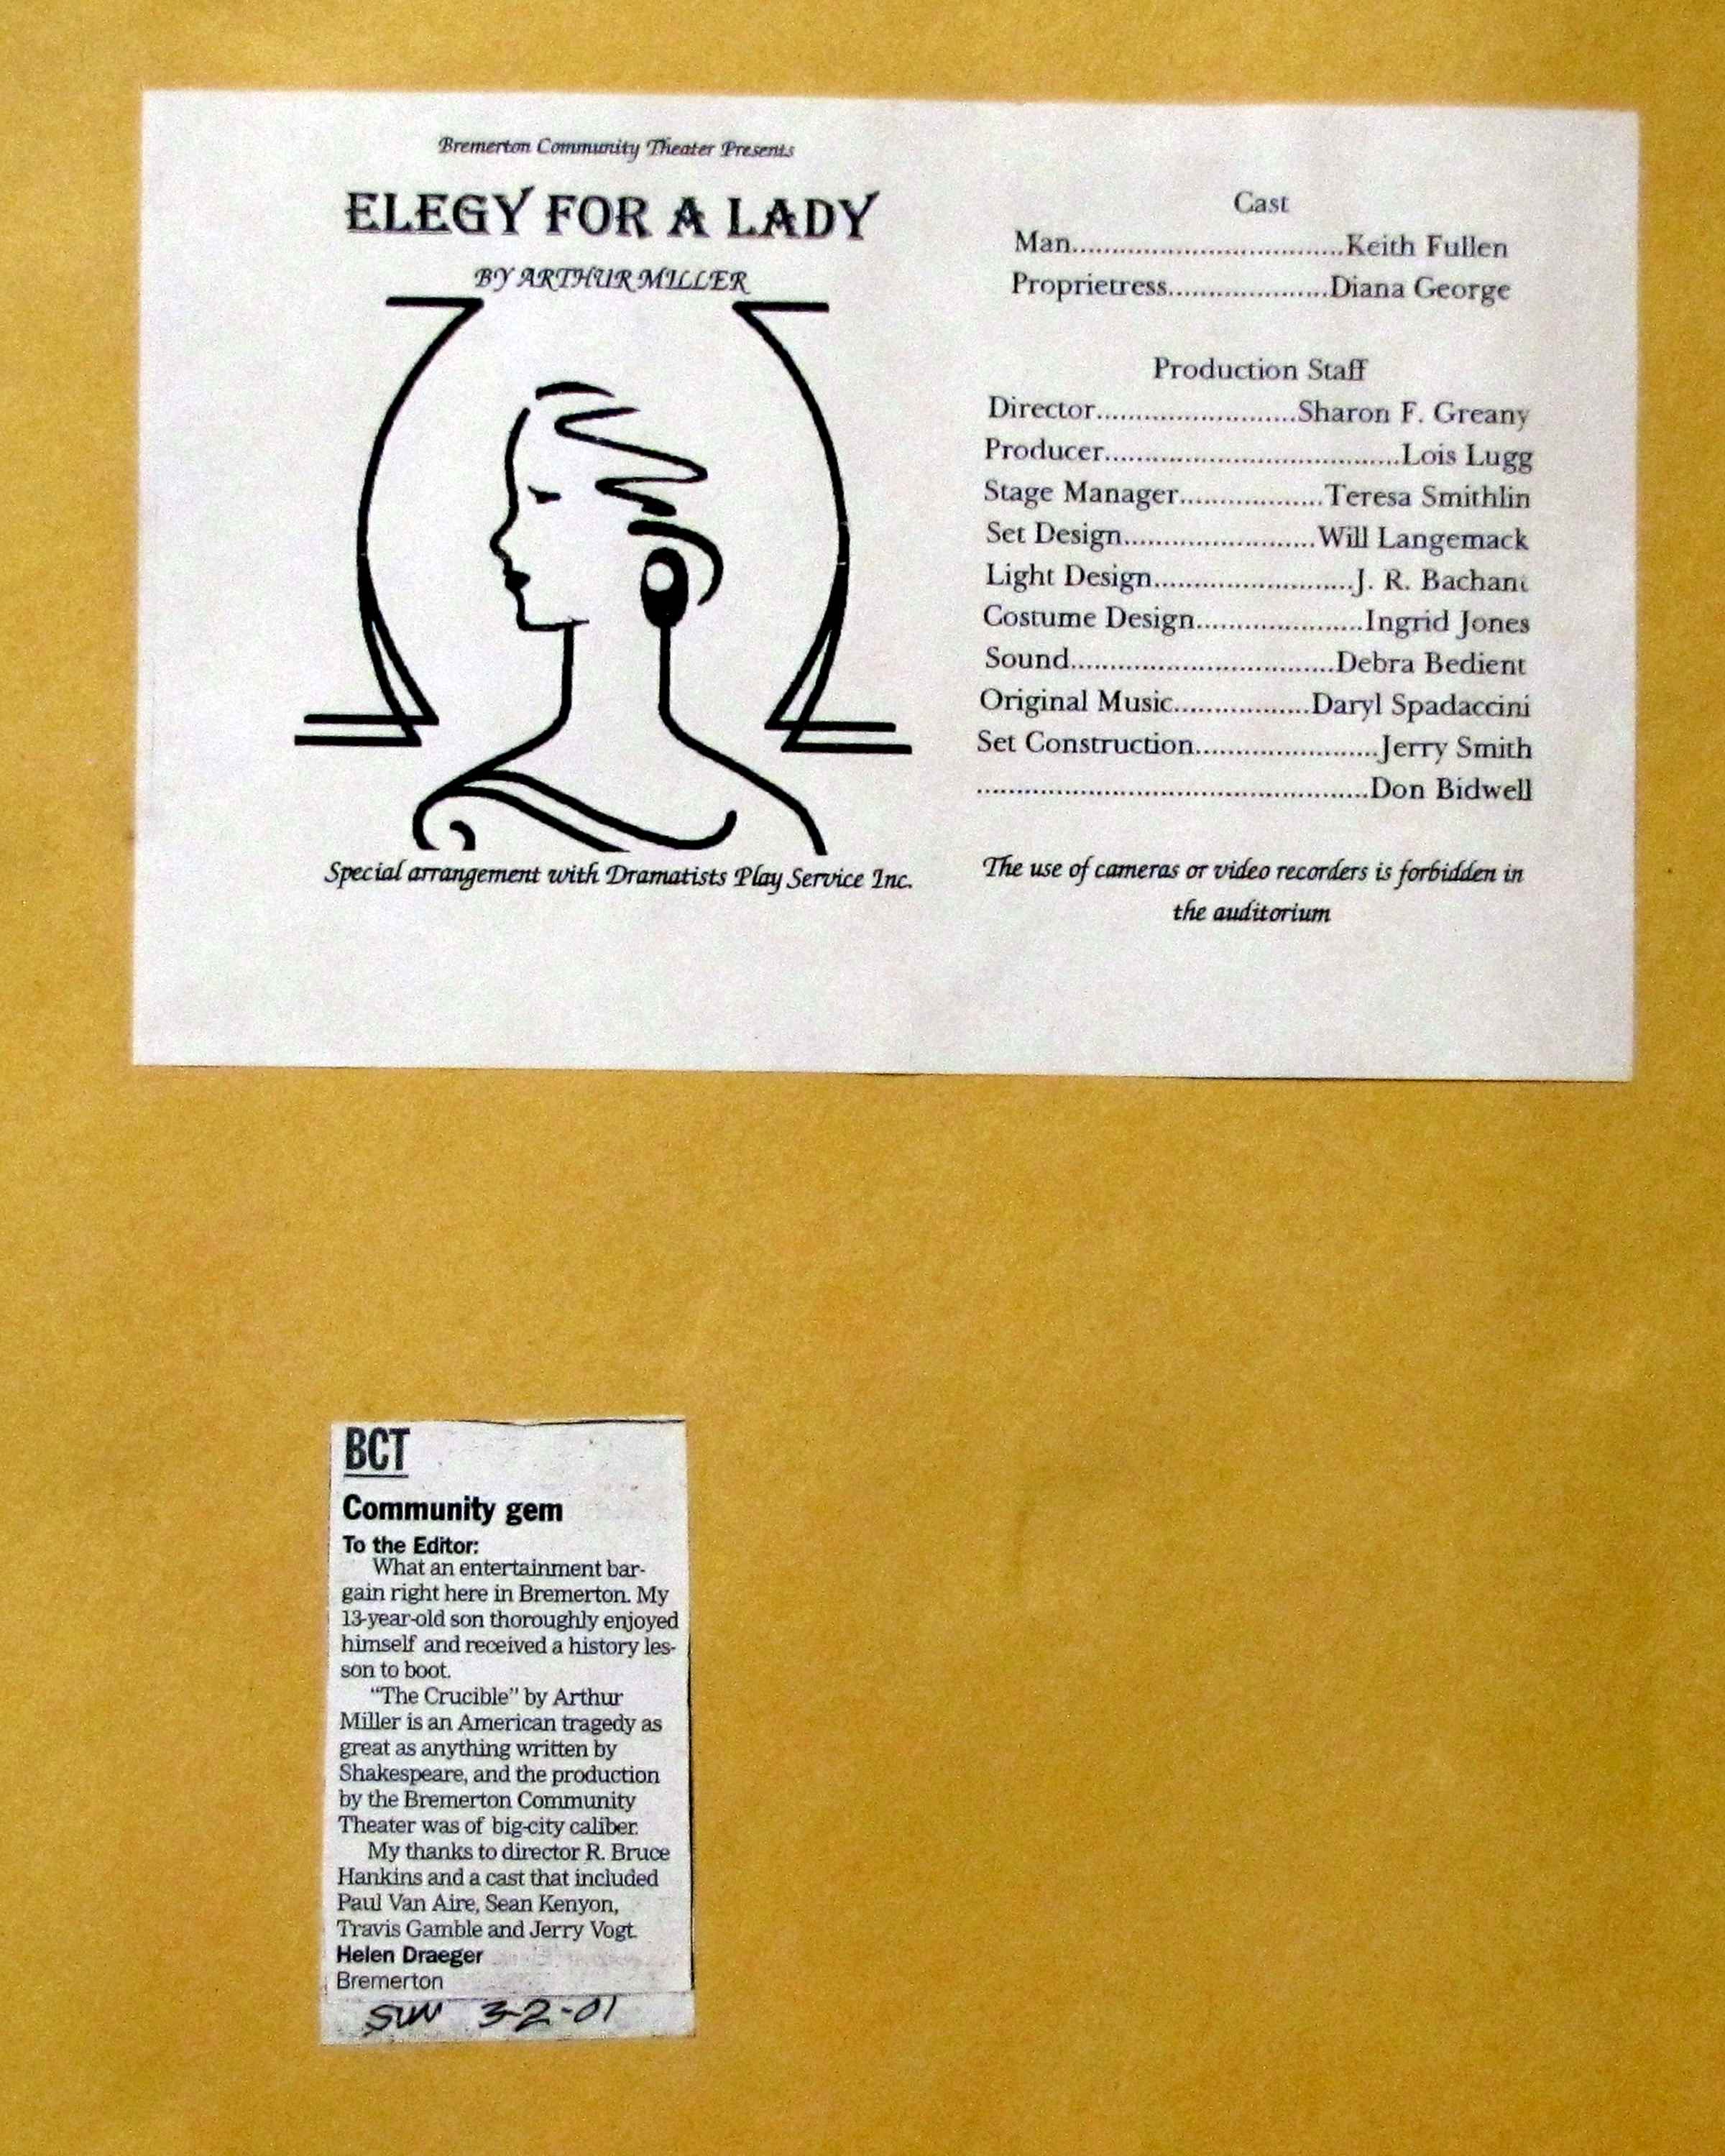 Bremerton Community Theater Presents
ELEGY FOR A LADY
BY ARTHUR MILLER
Special arrangement with Dramatists Play Service Inc.
Cast
Man.................................Keith Fullen
Proprietress....................Diana George
Production Staff
Director.........................Sharon F. Greany
Producer.....................................Lois Lugg
Stage Manager..................Teresa Smithlin
Set Design........................Will Langemack
Light Design.........................J. R. Bachant
Costume Design.....................Ingrid Jones
Sound.................................Debra Bedient
Original Music.................Daryl Spadaccini
Set Construction.......................Jerry Smith
.................................................Don Bidwell
The use of cameras or video recorders is forbidden in
the auditorium
BCT
Community gem
To the Editor:
What an entertainment bar-
gain right here in Bremerton. My
13-year-old son thoroughly enjoyed
himself and received a history les-
son to boot.
“The Crucible” by Arthur
Miller is an American tragedy as
great as anything written by
Shakespeare, and the production
by the Bremerton Community
Theater was of big-city caliber.
My thanks to director R. Bruce
Hankins and a cast that included
Paul Van Aire, Sean Kenyon,
Travis Gamble and Jerry Vogt.
Helen Draeger
Bremerton
SUN 3-2-01